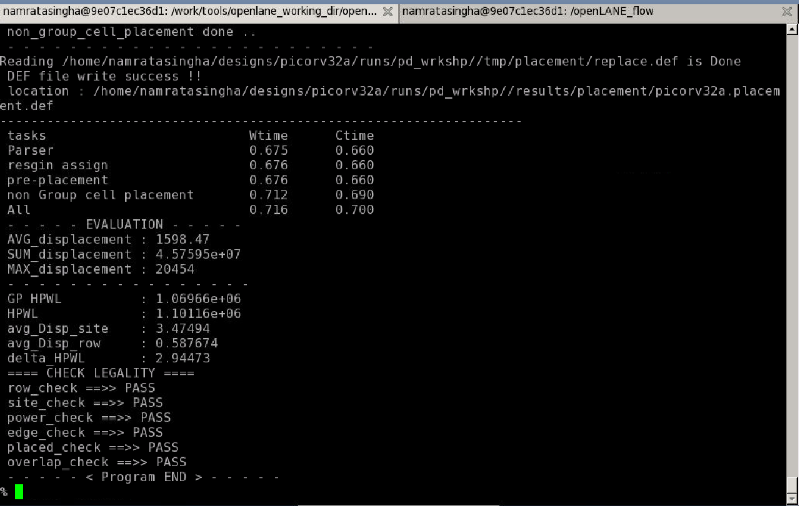 namratasingha@9e07c1ec36d1: /work/tools/openlane_working_dir/open... namratasingha@9e07c1ec36d1: /openLANE_flow
non_group_cell_placement done ..
- - - - - - - - - - - - - - - - - - - - - - - -
Reading /home/namratasingha/designs/picorv32a/runs/pd_wrkshp//tmp/placement/replace.def is Done
DEF file write success !!
location : /home/namratasingha/designs/picorv32a/runs/pd_wrkshp//results/placement/picorv32a.placem
ent.def
-------------------------------------------------------------------
tasks Wtime Ctime
Parser 0.675 0.660
resgin assign 0.676 0.660
pre-placement 0.676 0.660
non Group cell placement 0.712 0.690
All 0.716 0.700
- - - - - EVALUATION - - - - -
AVG_displacement : 1598.47
SUM_displacement : 4.57595e+07
MAX_displacement : 20454
- - - - - - - - - - - - - - - -
GP HPWL : 1.06966e+06
HPWL : 1.10116e+06
avg_Disp_site : 3.47494
avg_Disp_row : 0.587674
delta_HPWL : 2.94473
==== CHECK LEGALITY ====
row_check ==>> PASS
site_check ==>> PASS
power_check ==>> PASS
edge_check ==>> PASS
placed_check ==>> PASS
overlap_check ==>> PASS
- - - - - < Program END > - - - - -
%